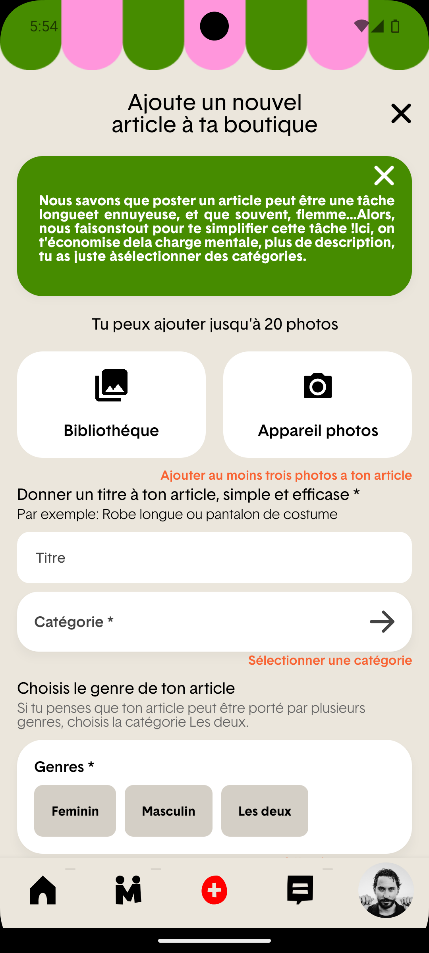 5:54
Ajoute un nouvel
article à ta boutique
Nous savons que poster un article peut être une tâche
longueet ennuyeuse, et que souvent, flemme...Alors,
nous faisonstout pour te simplifier cette tâche !Ici, on
t'économise dela charge mentale, plus de description,
tu as juste àsélectionner des catégories.
Tu peux ajouter jusqu'à 20 photos
Bibliothéque
Appareil photos
Ajouter au moins trois photos a ton article
Donner un titre à ton article, simple et efficase *
Par exemple: Robe longue ou pantalon de costume
Titre
Catégorie *
Sélectionner une catégorie
Choisis le genre de ton article
Si tu penses que ton article peut être porté par plusieurs
genres, choisis la catégorie Les deux.
Genres *
Feminin
Masculin
Les deux